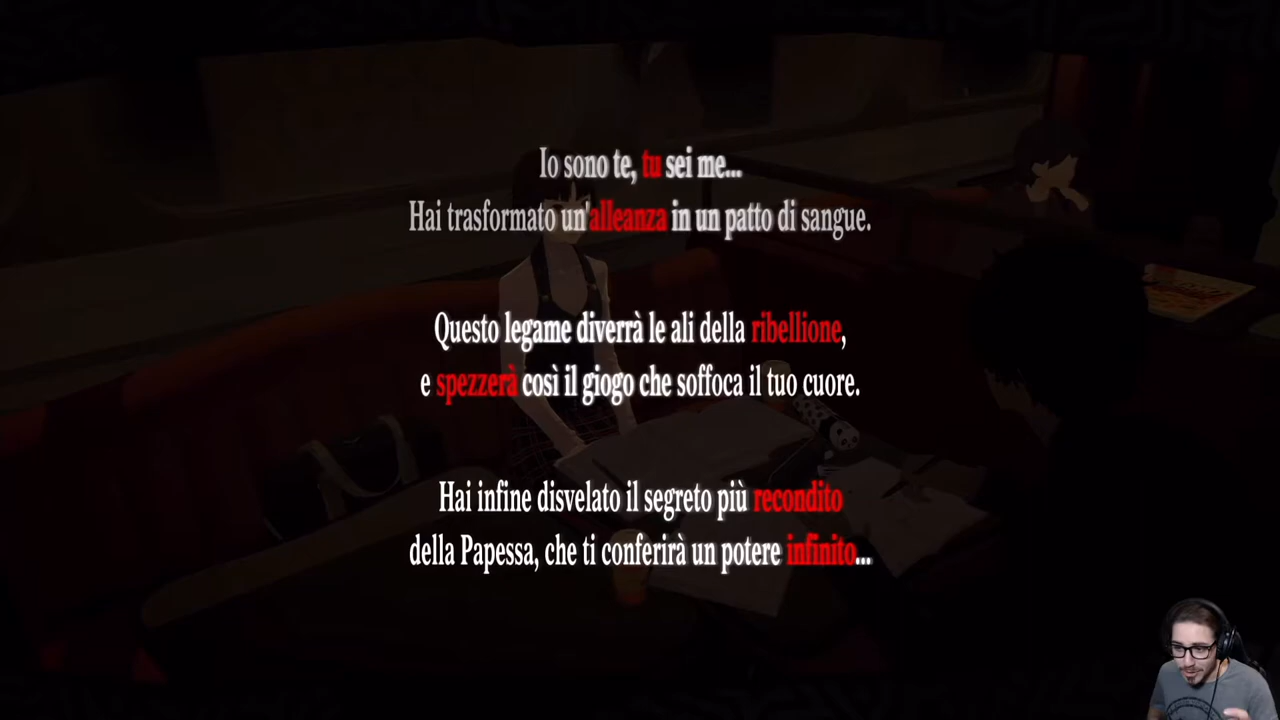 Io sono te, tu sei me...
Hai trasformato un'alleanza in un patto di sangue.
Questo legame diverrà le ali della ribellione,
e spezzerà così il giogo che soffoca il tuo cuore.
Hai infine disvelato il segreto più recondito
della Papessa, che ti conferirà un potere infinito...